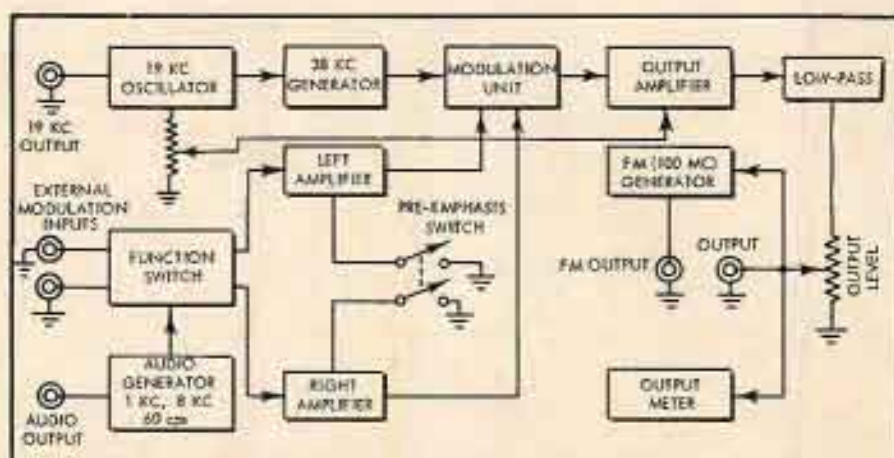 19 KC
OSCILLATOR
38 KC
GENERATOR
MODULATION
UNIT
OUTPUT
AMPLIFIER
LOW-PASS
19 KC
OUTPUT
LEFT
AMPLIFIER
FM (100 MC)
GENERATOR
EXTERNAL
MODULATION
INPUTS
PRE-EMPHASIS
SWITCH
FUNCTION
SWITCH
FM OUTPUT
OUTPUT
OUTPUT
LEVEL
AUDIO
GENERATOR
1 KC, 8 KC
60 cps
RIGHT
AMPLIFIER
OUTPUT
METER
AUDIO
OUTPUT